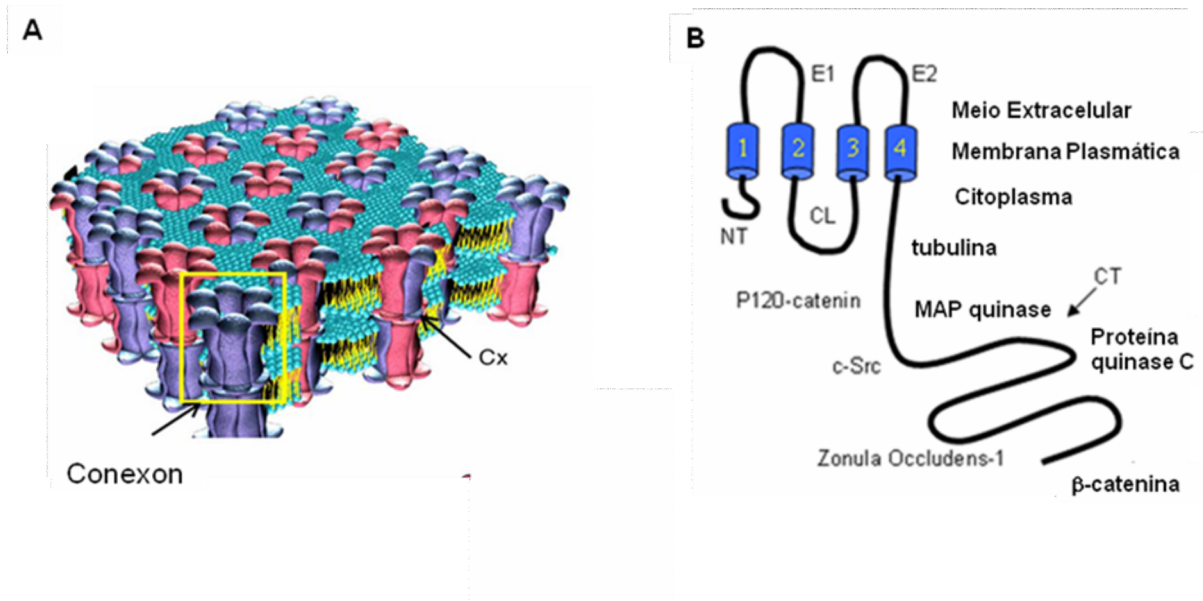 A
Cx
Conexon
B
E1
E2
Meio Extracelular
1
2
3
4
Membrana Plasmática
Citoplasma
NT
CL
tubulina
P120-catenin
CT
MAP quinase
Proteína
quinase C
c-Src
Zonula Occludens-1
β-catenina